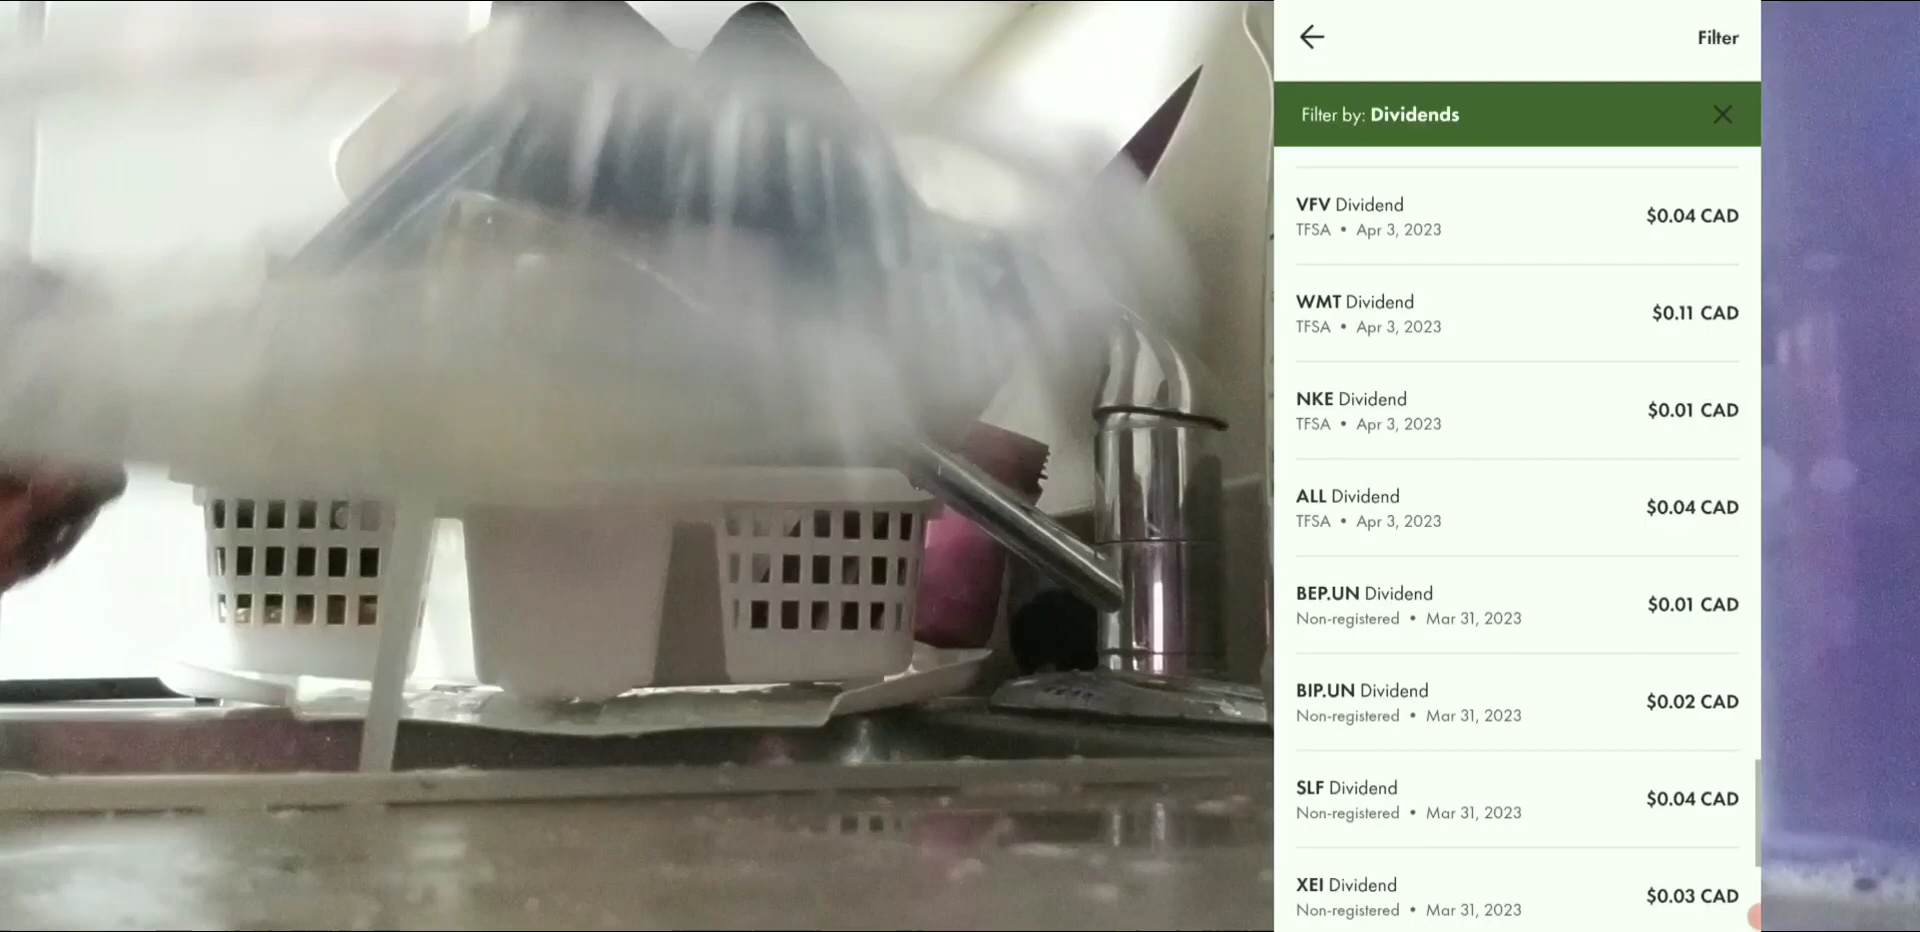 Filter
Filter by: Dividends
VFV Dividend
$0.04 CAD
TFSA • Apr 3, 2023
WMT Dividend
$0.11 CAD
TFSA • Apr 3, 2023
NKE Dividend
$0.01 CAD
TFSA • Apr 3, 2023
ALL Dividend
$0.04 CAD
TFSA • Apr 3, 2023
BEP.UN Dividend
$0.01 CAD
Non-registered • Mar 31, 2023
BIP.UN Dividend
$0.02 CAD
Non-registered • Mar 31, 2023
SLF Dividend
$0.04 CAD
Non-registered • Mar 31, 2023
XEI Dividend
$0.03 CAD
Non-registered • Mar 31, 2023